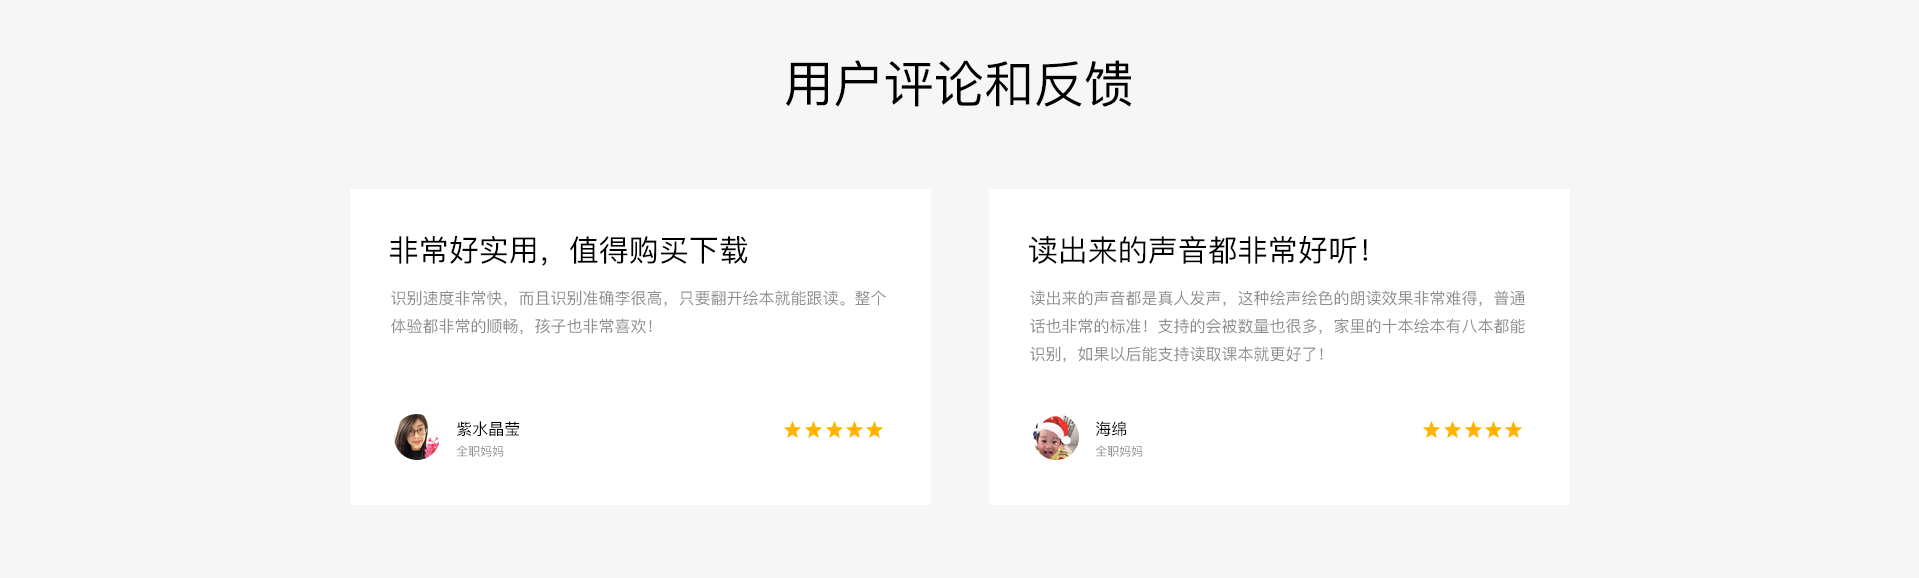 用户评论和反馈
非常好实用，值得购买下载
识别速度非常快，而且识别准确李很高，只要翻开绘本就能跟读。整个
体验都非常的顺畅，孩子也非常喜欢！
紫水晶莹
全职妈妈
读出来的声音都非常好听！
读出来的声音都是真人发声，这种绘声绘色的朗读效果非常难得，普通
话也非常的标准！支持的会被数量也很多，家里的十本绘本有八本都能
识别，如果以后能支持读取课本就更好了！
海绵
全职妈妈